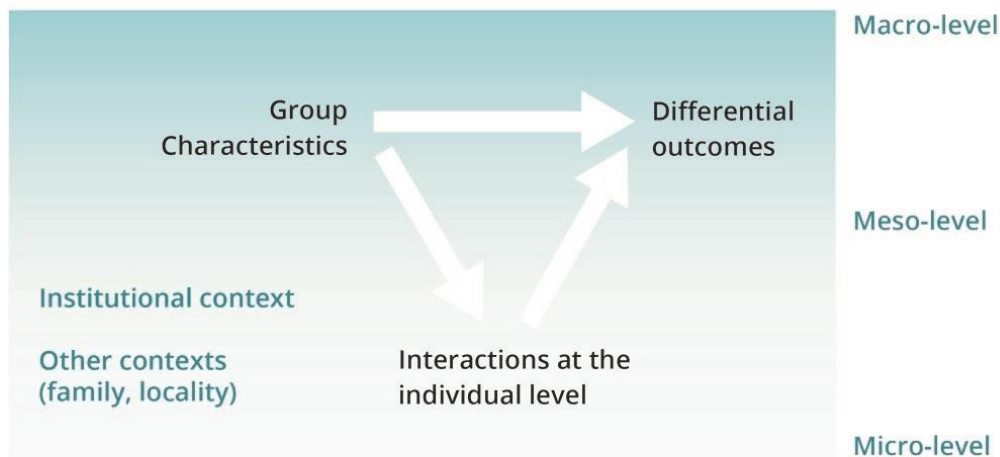 Macro-level
Group
Characteristics
Differential
outcomes
Meso-level
Institutional context
Other contexts
(family, locality)
Interactions at the
individual level
Micro-level